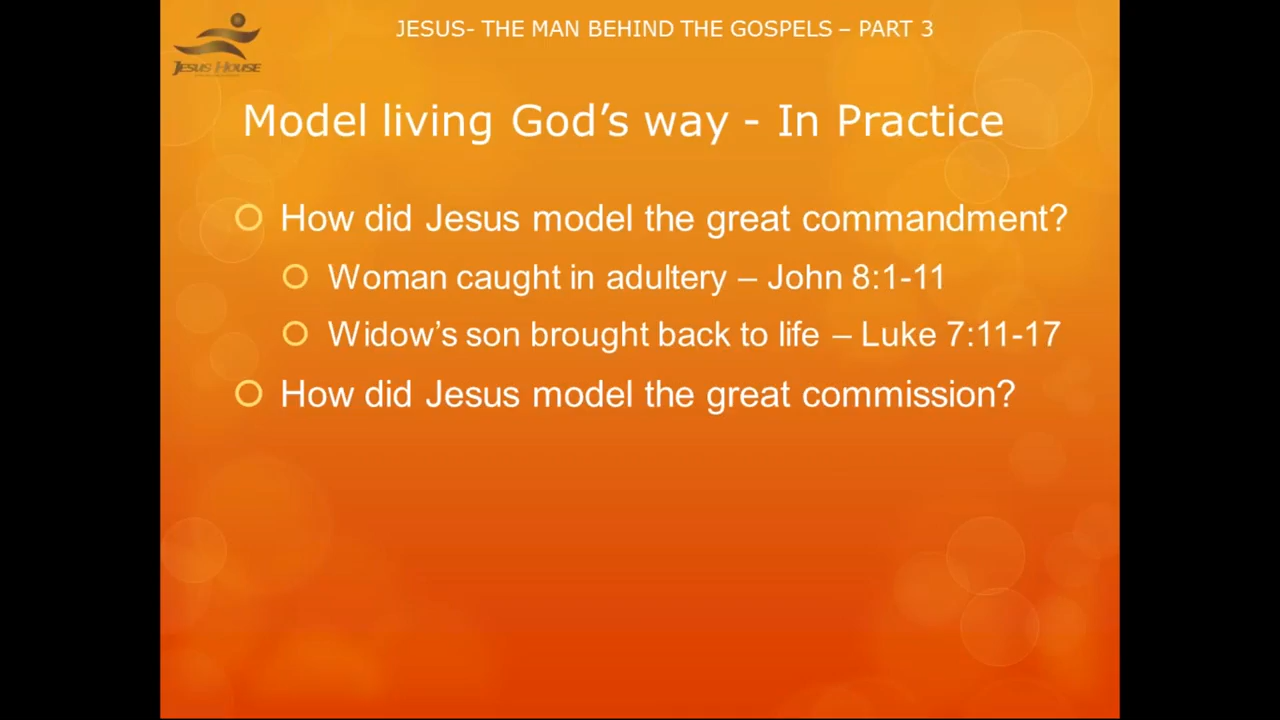 JESUS- THE MAN BEHIND THE GOSPELS – PART 3
JESUS HOUSE
Model living God’s way - In Practice
How did Jesus model the great commandment?
Woman caught in adultery – John 8:1-11
Widow’s son brought back to life – Luke 7:11-17
How did Jesus model the great commission?